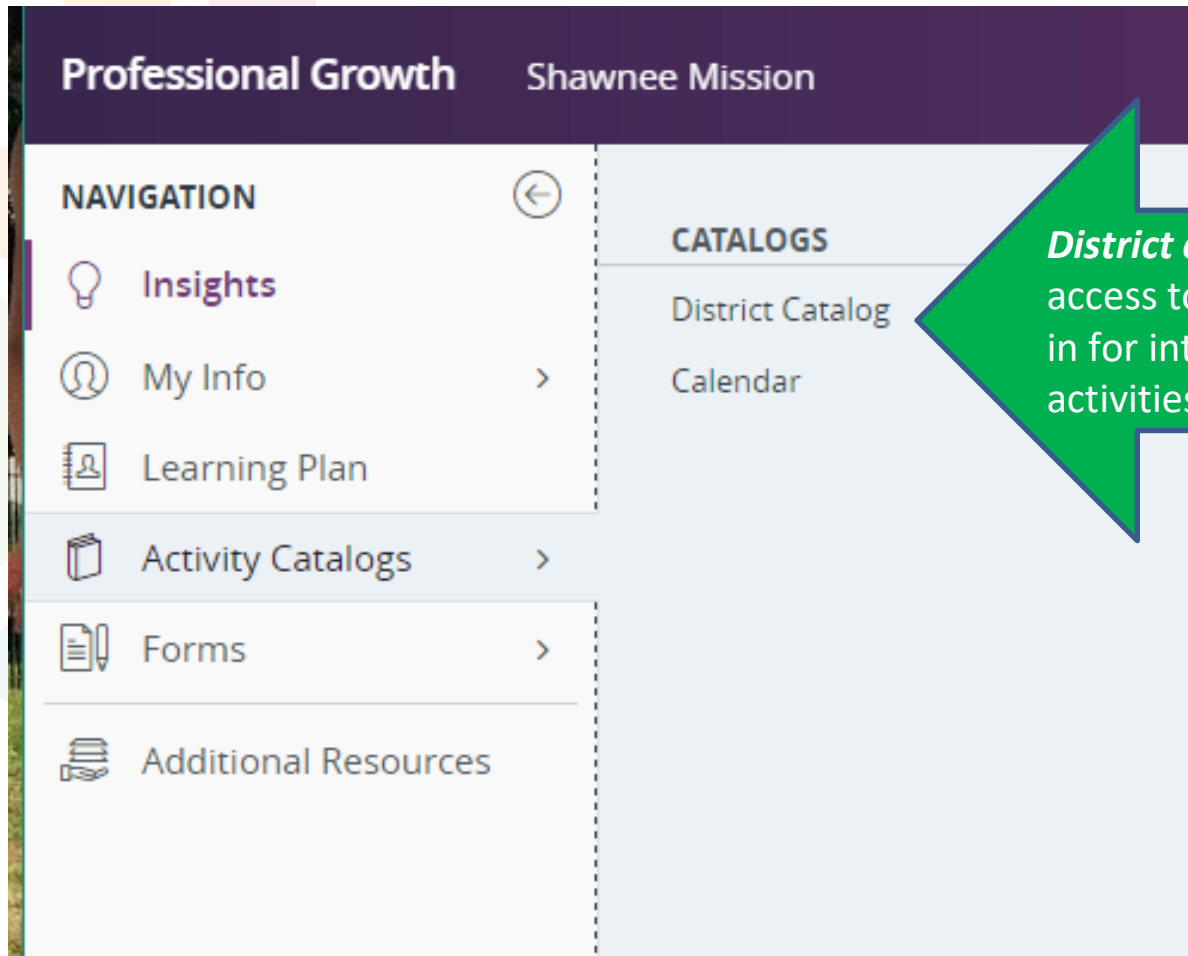 Professional Growth Shawnee Mission
NAVIGATION
Insights
My Info
Learning Plan
Activity Catalogs
Forms
Additional Resources
CATALOGS
District Catalog
Calendar
District
access
in for